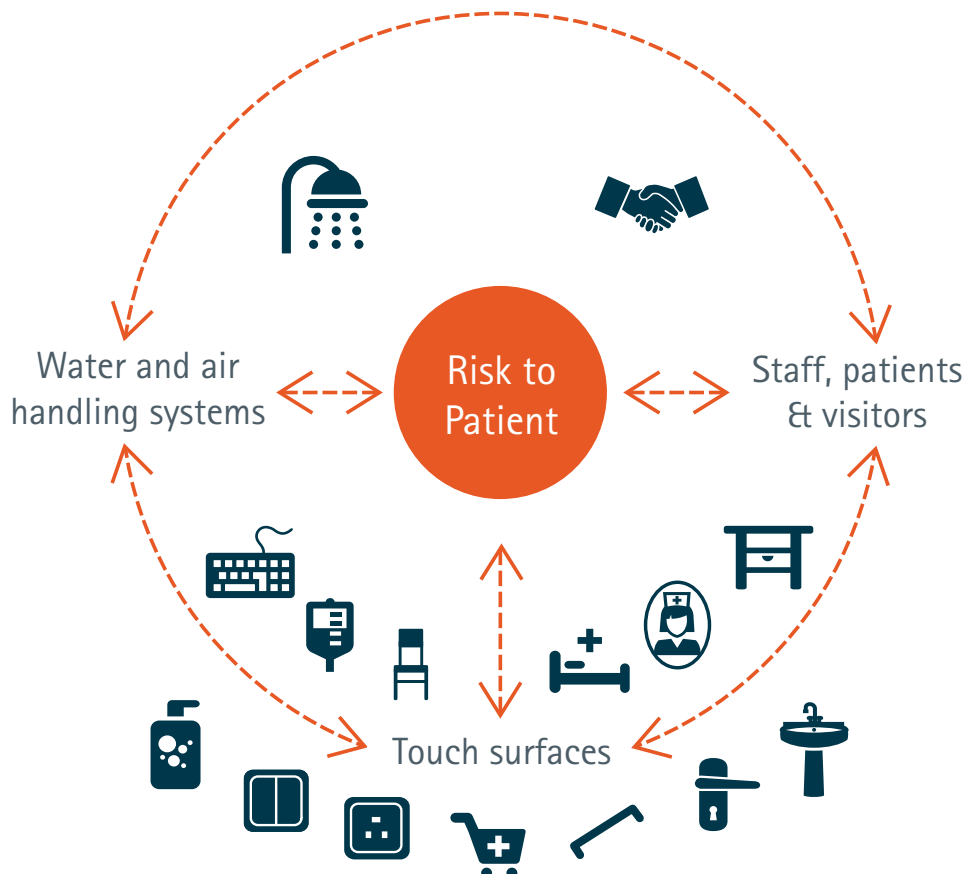 Risk to
Patient
Water and air
handling systems
Staff, patients
& visitors
Touch surfaces